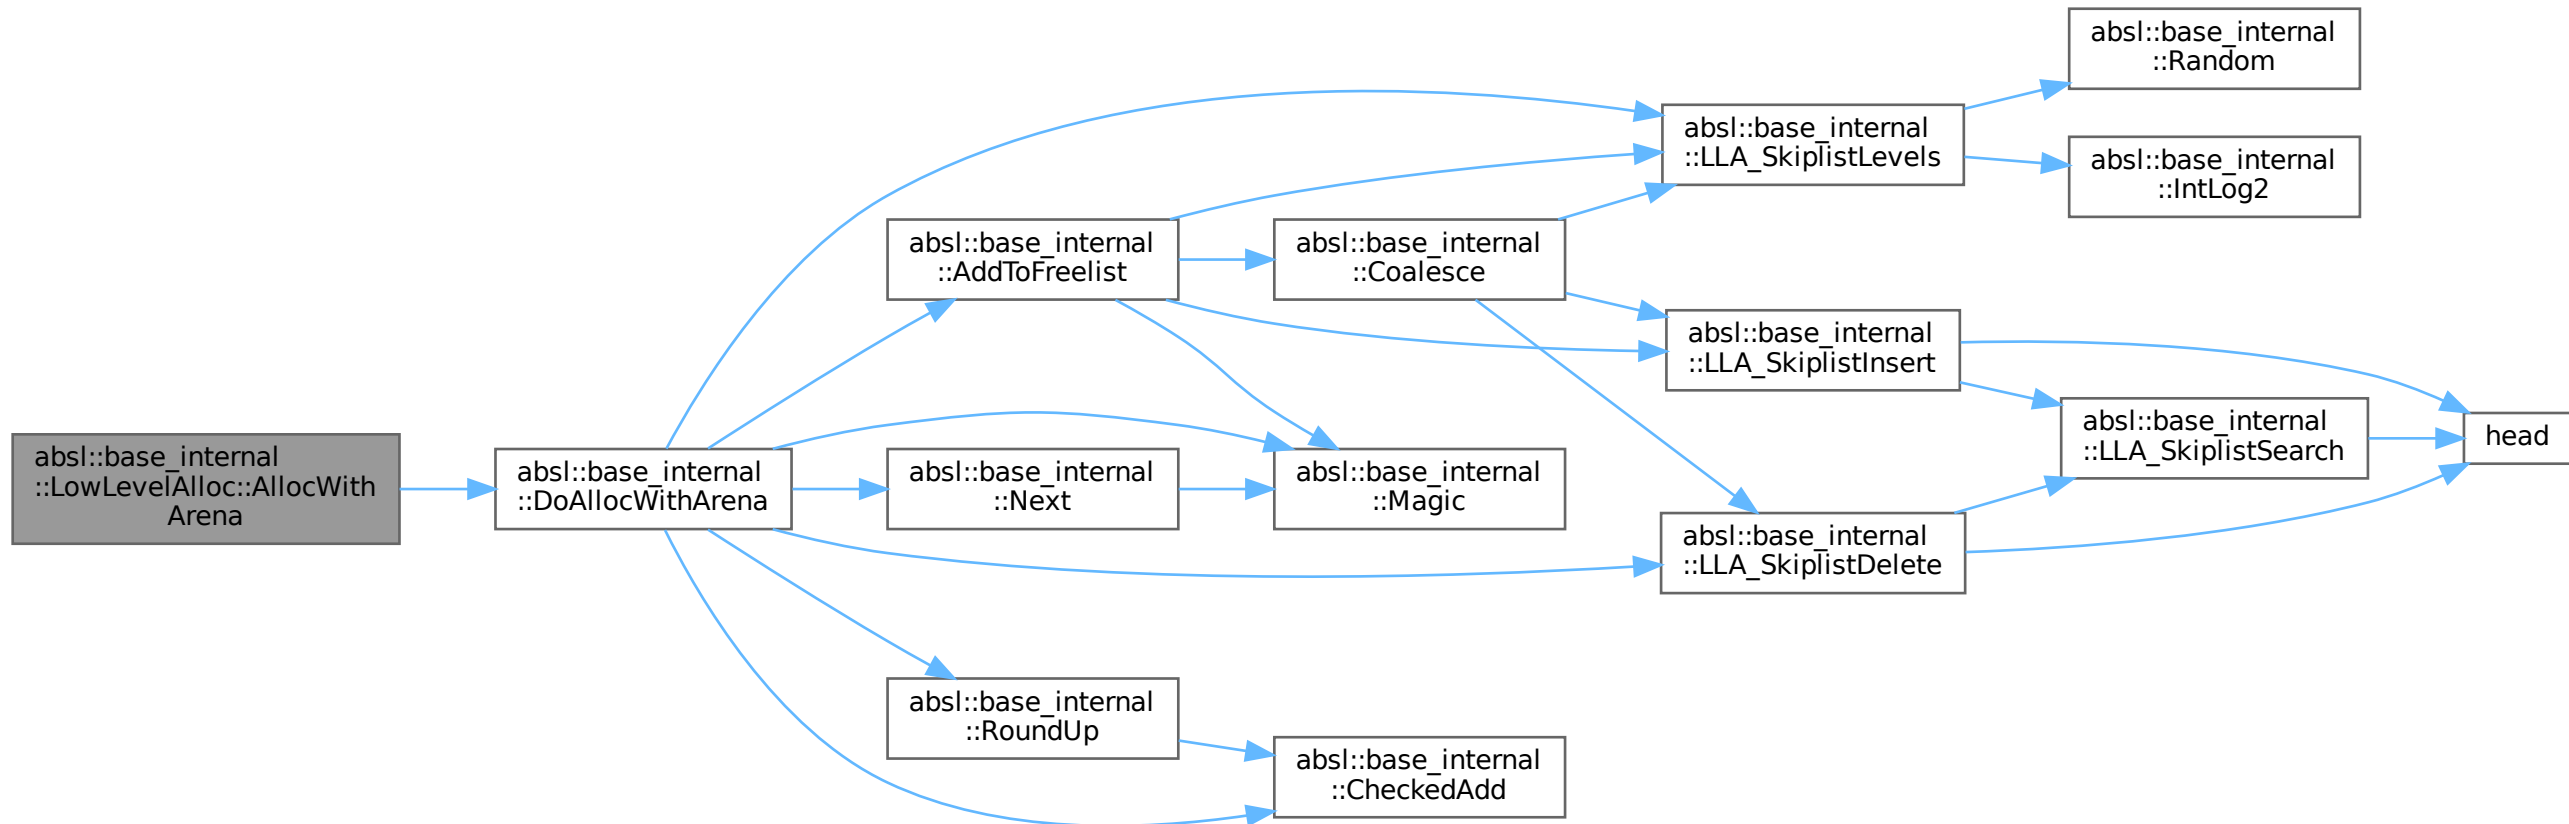 absl::base_internal
::LowLevelAlloc::AllocWith
Arena
absl::base_internal
::DoAllocWithArena
absl::base_internal
::AddToFreelist
absl::base_internal
::Next
absl::base_internal
::RoundUp
absl::base_internal
::Coalesce
absl::base_internal
::Magic
absl::base_internal
::CheckedAdd
absl::base_internal
::LLA_SkiplistLevels
absl::base_internal
::LLA_SkiplistInsert
absl::base_internal
::LLA_SkiplistDelete
absl::base_internal
::Random
absl::base_internal
::IntLog2
absl::base_internal
::LLA_SkiplistSearch
head